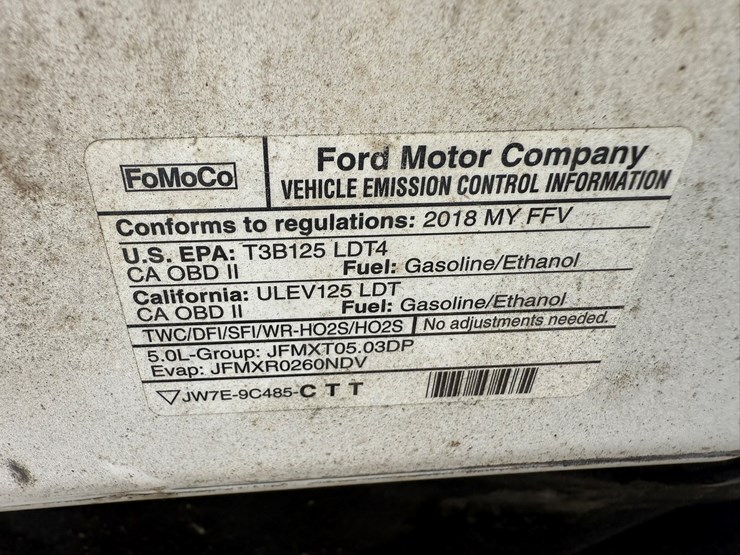 FoMoCo
Ford Motor Company
VEHICLE EMISSION CONTROL INFORMATION
Conforms to regulations: 2018 MY FFV
U.S. EPA: T3B125 LDT4
CA OBD II Fuel: Gasoline/Ethanol
California: ULEV125 LDT
CA OBD II Fuel: Gasoline/Ethanol
TWC/DFI/SFI/WR-HO2S/HO2S No adjustments needed.
5.0L-Group: JFMXT05.03DP
Evap: JFMXR0260NDV
JW7E-9C485-C T T